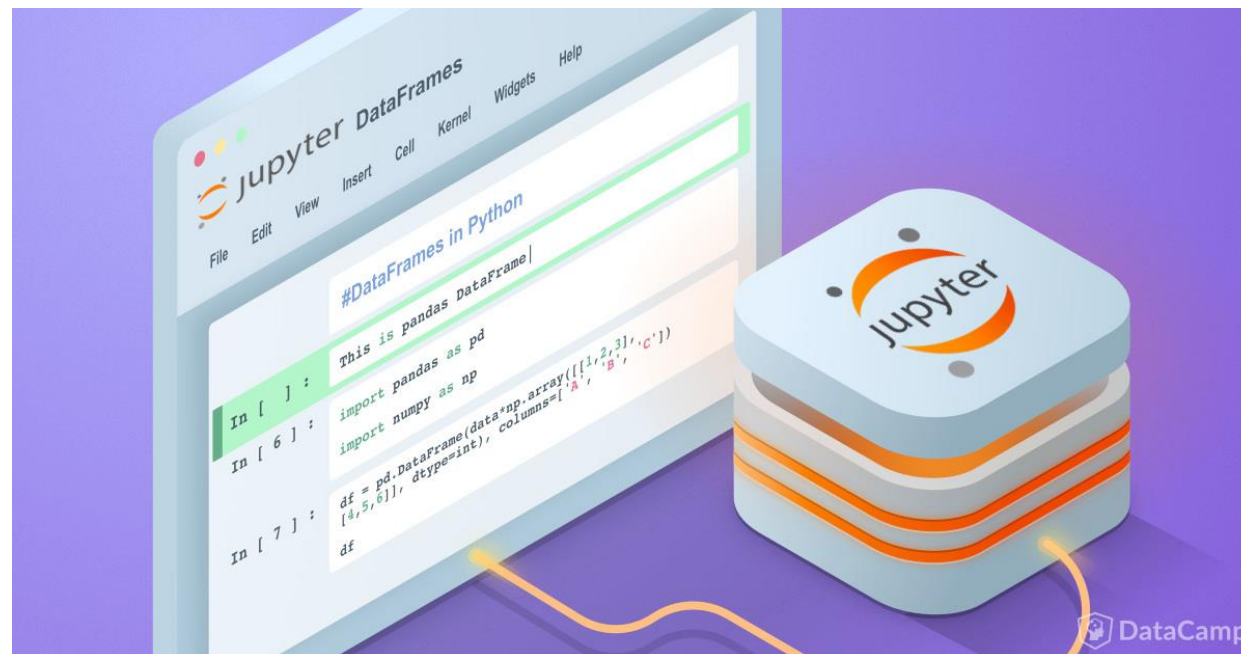 jupyter DataFrames
File Edit View Insert Cell Kernel Widgets Help
#DataFrames in Python
In [ ] : This is pandas DataFrame|
In [ 6 ] : import pandas as pd
import numpy as np
In [ 7 ] : df = pd.DataFrame(data*np.array([[1,2,3],
[4,5,6]], dtype=int), columns=['A', 'B', 'C'])
df
jupyter
DataCamp